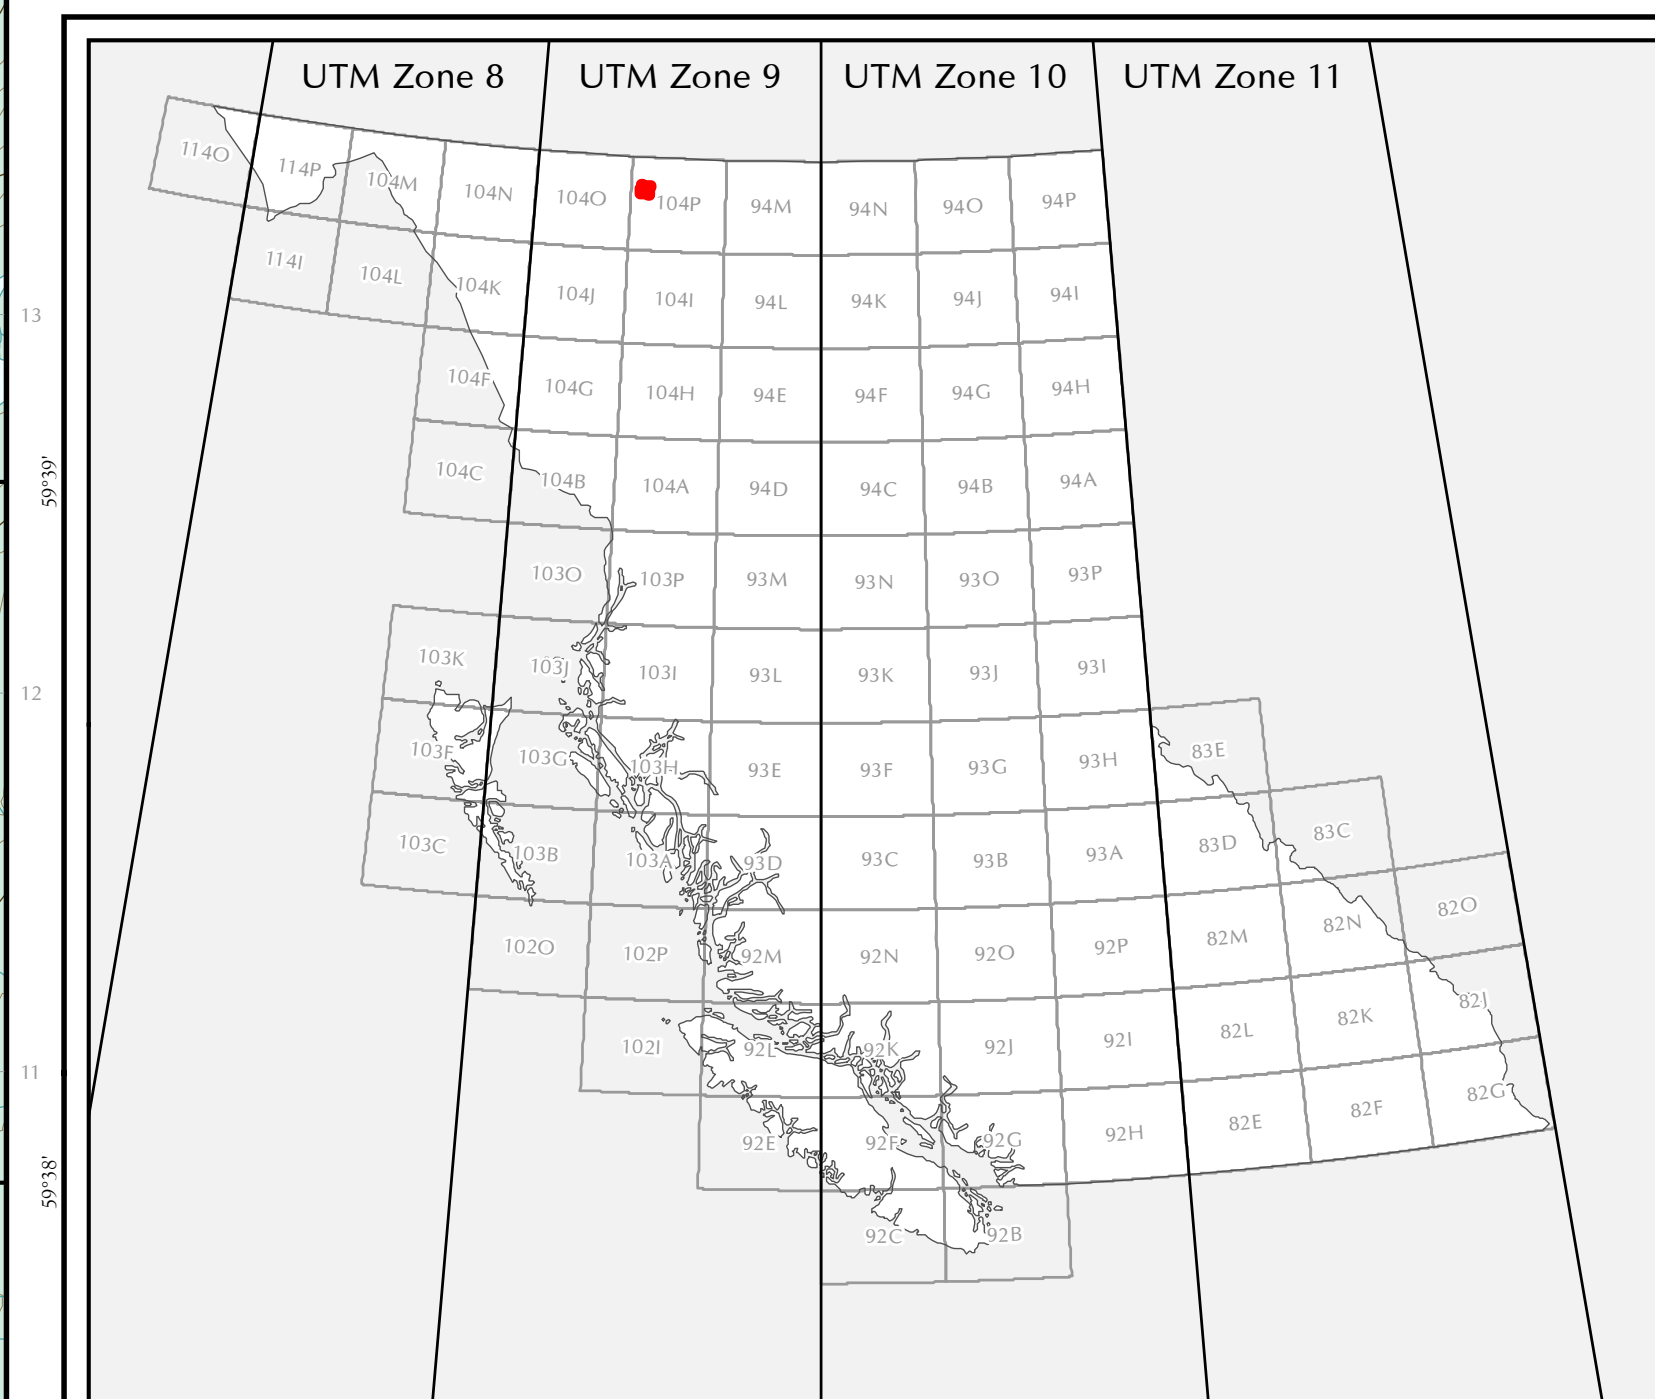 UTM Zone 8 UTM Zone 9 UTM Zone 10 UTM Zone 11
114O 114P 104M 104N 104O 104P 94M 94N 94O 94P
114I 104L 104K 104J 104I 94L 94K 94J 94I
13
104F 104G 104H 94E 94F 94G 94H
59°39'
104C 104B 104A 94D 94C 94B 94A
103O 103P 93M 93N 93O 93P
103K 103J 103I 93L 93K 93J 93I
12
103F 103G 103H 93E 93F 93G 93H 83E
103C 103B 103A 93D 93C 93B 93A 83D 83C
102O 102P 92M 92N 92O 92P 82M 82N 82O
102I 92L 92K 92J 92I 82L 82K 82J
11
92E 92F 92G 92H 82E 82F 82G
59°38'
92C 92B